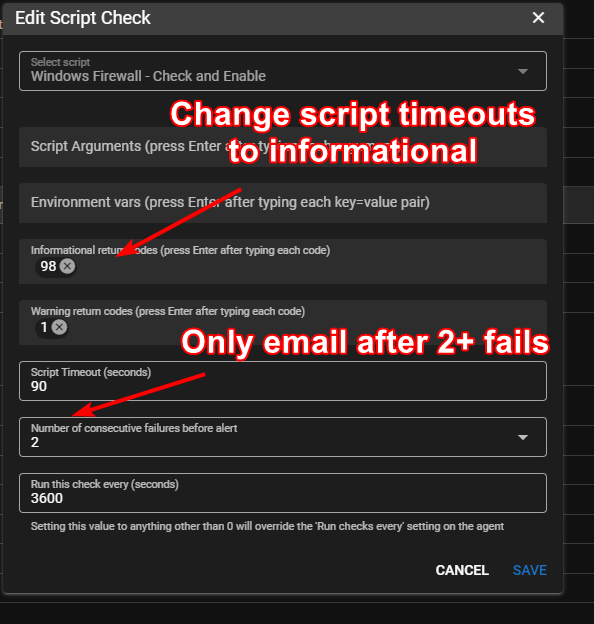 Edit Script Check
Select script
Windows Firewall - Check and Enable
Change script timeouts
to informational
Script Arguments (press Enter after typing each
Environment vars (press Enter after typing each key=value pair)
Informational return codes (press Enter after typing each code)
98
Warning return codes (press Enter after typing each code)
1
Only email after 2+ fails
Script Timeout (seconds)
90
Number of consecutive failures before alert
2
Run this check every (seconds)
3600
Setting this value to anything other than 0 will override the 'Run checks every' setting on the agent
CANCEL SAVE